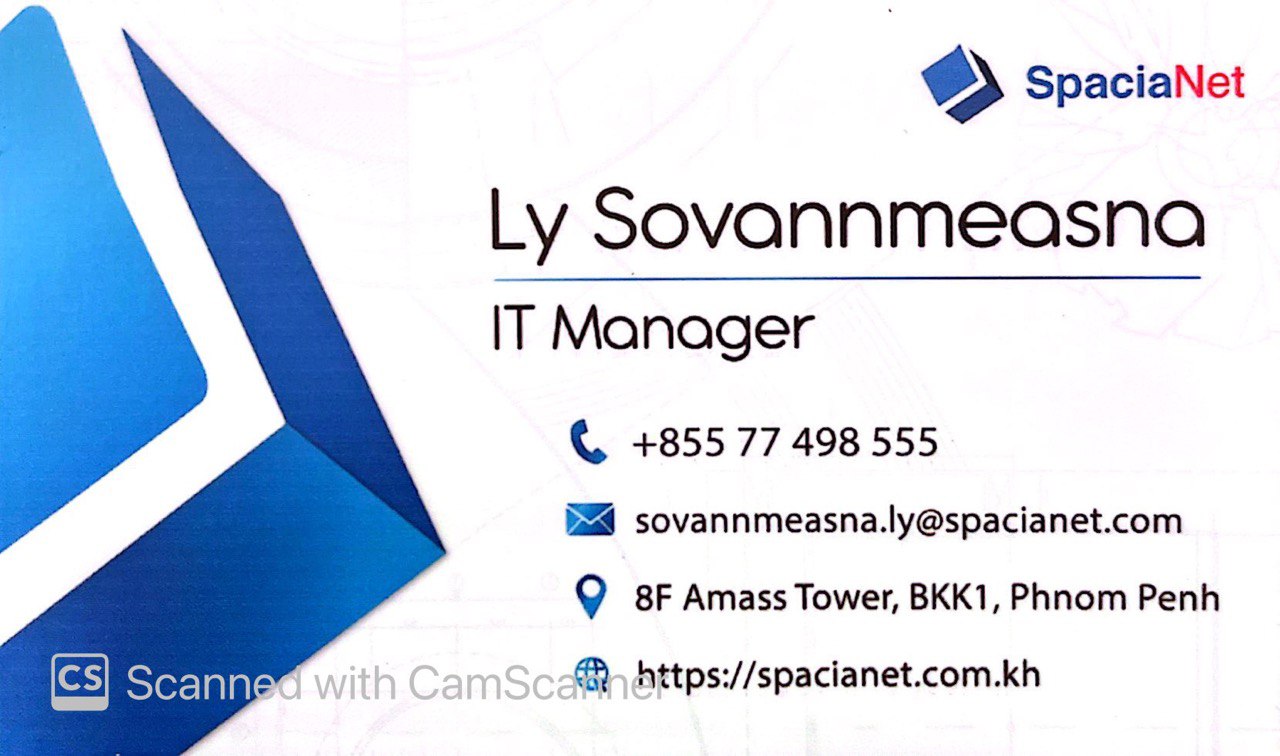 SpaciaNet
Ly Sovannmeasna
IT Manager
+855 77 498 555
sovannmeasna.ly@spacianet.com
8F Amass Tower, BKK1, Phnom Penh
https://spacianet.com.kh
CS Scanned with CamScanner